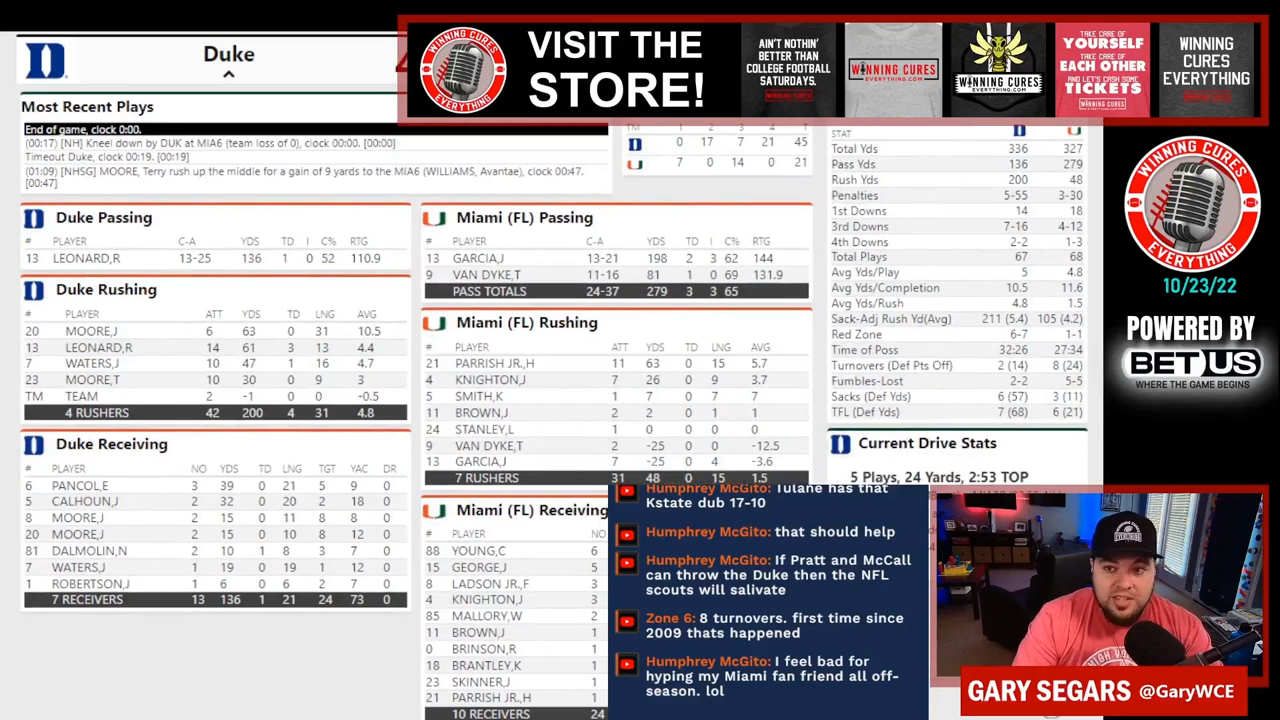 VISIT THE
STORE!
WINNING CURES
EVERYTHING
AIN'T NOTHIN'
BETTER THAN
COLLEGE FOOTBALL
SATURDAYS.
WINNING CURES
EVERYTHING.COM
WINNING CURES
EVERYTHING.COM
TAKE CARE OF
YOURSELF
TAKE CARE OF
EACH OTHER
AND LET'S CASH SOME
TICKETS
WINNING CURES
WINNING
CURES
EVERYTHING
Duke
Most Recent Plays
End of game, clock 0:00.
(00:17) [NH] Kneel down by DUK at MIA6 (team loss of 0), clock 00:00. [00:00]
Timeout Duke, clock 00:19. [00:19]
(01:09) [NHSG] MOORE, Terry rush up the middle for a gain of 9 yards to the MIA6 (WILLIAMS, Avantae), clock 00:47.
[00:47]
TM 1 2 3 4 T
0 17 7 21 45
7 0 14 0 21
Duke Passing
# PLAYER C-A YDS TD I C% RTG
13 LEONARD,R 13-25 136 1 0 52 110.9
Duke Rushing
# PLAYER ATT YDS TD LNG AVG
20 MOORE,J 6 63 0 31 10.5
13 LEONARD,R 14 61 3 13 4.4
7 WATERS,J 10 47 1 16 4.7
23 MOORE,T 10 30 0 9 3
TM TEAM 2 -1 0 0 -0.5
4 RUSHERS 42 200 4 31 4.8
Duke Receiving
# PLAYER NO YDS TD LNG TGT YAC DR
6 PANCOL,E 3 39 0 21 5 9 0
5 CALHOUN,J 2 32 0 20 2 18 0
8 MOORE,J 2 15 0 11 8 8 0
20 MOORE,J 2 15 0 10 3 12 0
81 DALMOLIN,N 2 10 1 8 3 7 0
7 WATERS,J 1 19 0 19 1 12 0
1 ROBERTSON,J 1 6 0 6 2 7 0
7 RECEIVERS 13 136 1 21 24 73 0
Miami (FL) Passing
# PLAYER C-A YDS TD I C% RTG
13 GARCIA,J 13-21 198 2 3 62 144
9 VAN DYKE,T 11-16 81 1 0 69 131.9
PASS TOTALS 24-37 279 3 3 65
Miami (FL) Rushing
# PLAYER ATT YDS TD LNG AVG
21 PARRISH JR.,H 11 63 0 15 5.7
4 KNIGHTON,J 7 26 0 9 3.7
5 SMITH,K 1 7 0 7 7
11 BROWN,J 2 2 0 1 1
24 STANLEY,L 1 0 0 0 0
9 VAN DYKE,T 2 -25 0 0 -12.5
13 GARCIA,J 7 -25 0 4 -3.6
7 RUSHERS 31 48 0 15 1.5
Miami (FL) Receiving
# PLAYER NO
88 YOUNG,C 6
15 GEORGE,J 5
8 LADSON JR.,F 3
4 KNIGHTON,J 3
85 MALLORY,W 2
11 BROWN,J 1
0 BRINSON,R 1
18 BRANTLEY,K 1
23 SKINNER,J 1
21 PARRISH JR.,H 1
10 RECEIVERS 24
STAT
Total Yds 336 327
Pass Yds 136 279
Rush Yds 200 48
Penalties 5-55 3-30
1st Downs 14 18
3rd Downs 7-16 4-12
4th Downs 2-2 1-3
Total Plays 67 68
Avg Yds/Play 5 4.8
Avg Yds/Completion 10.5 11.6
Avg Yds/Rush 4.8 1.5
Sack-Adj Rush Yd(Avg) 211 (5.4) 105 (4.2)
Red Zone 6-7 1-1
Time of Poss 32:26 27:34
Turnovers (Def Pts Off) 2 (14) 8 (24)
Fumbles-Lost 2-2 5-5
Sacks (Def Yds) 6 (57) 3 (11)
TFL (Def Yds) 7 (68) 6 (21)
Current Drive Stats
5 Plays, 24 Yards, 2:53 TOP
Humphrey McGito: Tulane has that
Kstate dub 17-10
Humphrey McGito: that should help
Humphrey McGito: If Pratt and McCall
can throw the Duke then the NFL
scouts will salivate
Zone 6: 8 turnovers. first time since
2009 thats happened
Humphrey McGito: I feel bad for
hyping my Miami fan friend all off-
season. lol
WINNING CURES
EVERYTHING
10/23/22
POWERED BY
BETUS
WHERE THE GAME BEGINS
GARY SEGARS @GaryWCE